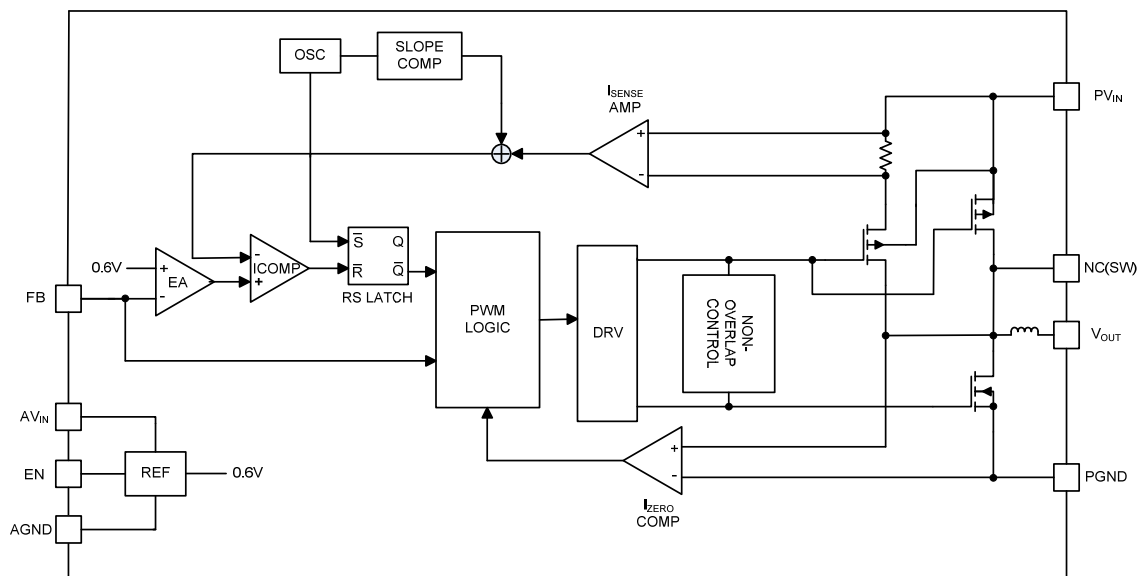 OSC
SLOPE
COMP
ISENSE
AMP
+
-
PVIN
S̅ Q
R̅ Q̅
RS LATCH
-
+
ICOMP
0.6V
+
-
EA
FB
PWM
LOGIC
DRV
NON-
OVERLAP
CONTROL
NC(SW)
VOUT
AVIN
EN
AGND
REF
0.6V
+
-
IZERO
COMP
PGND